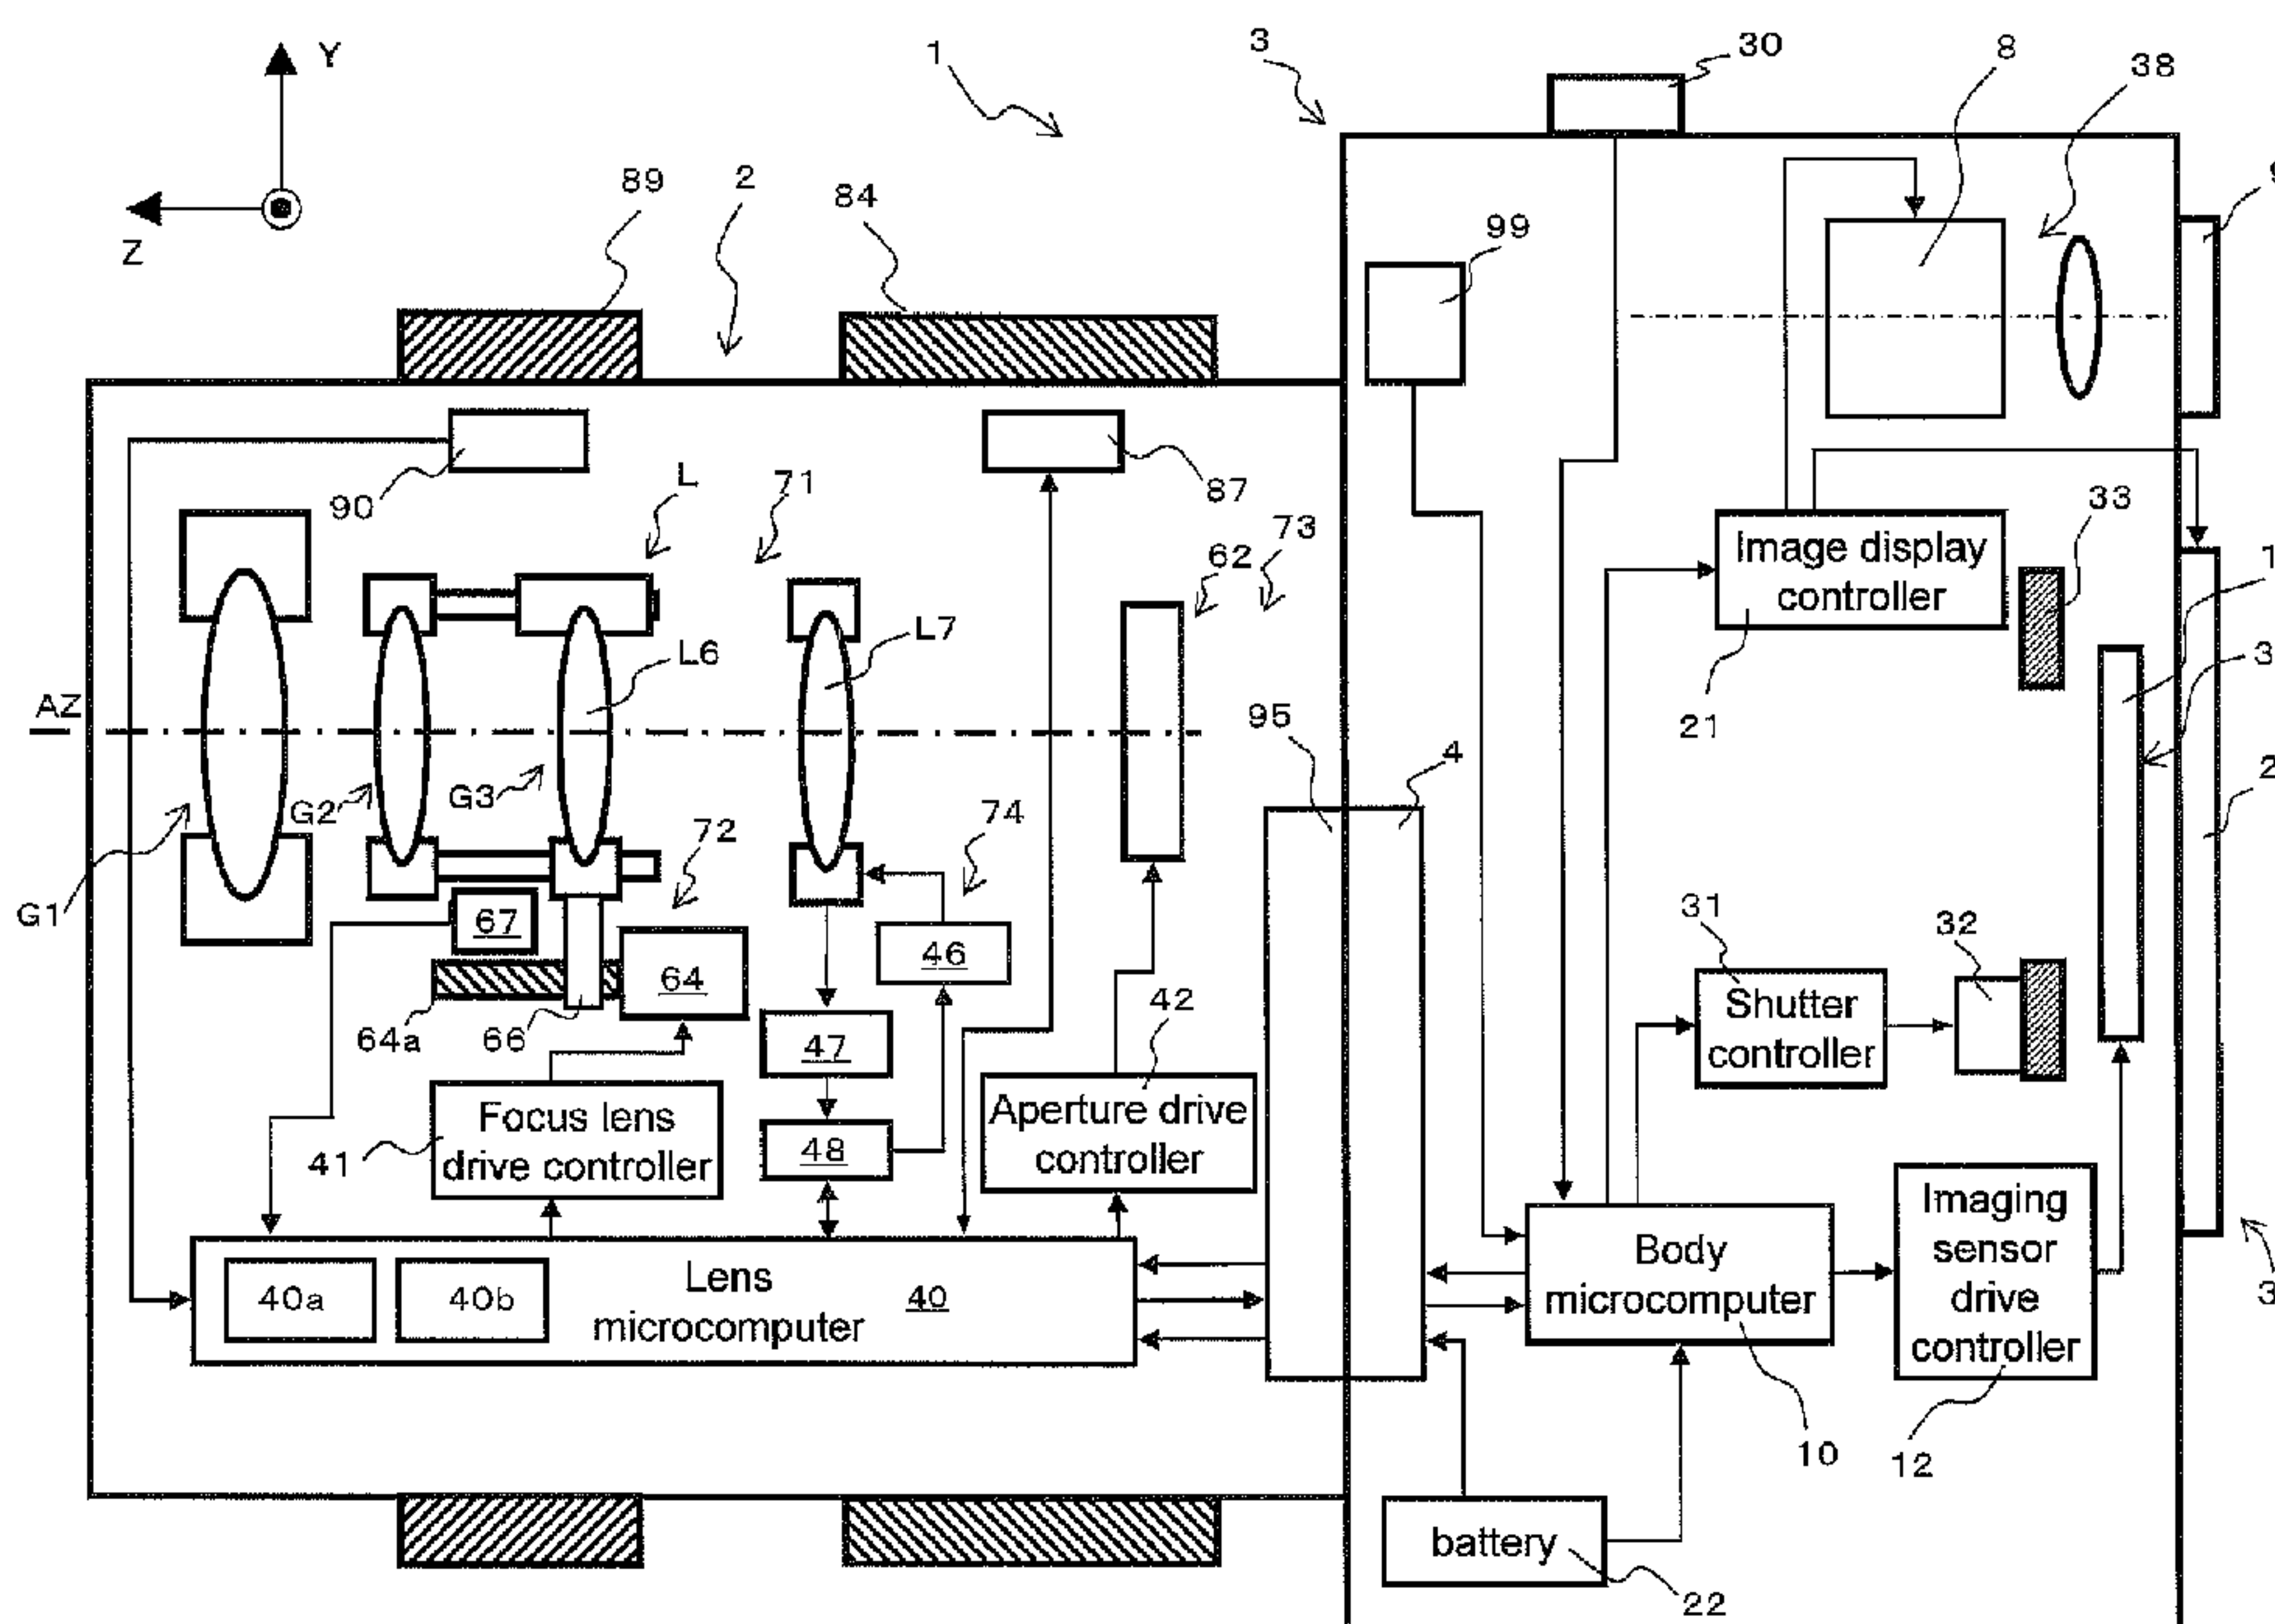 Y
Z
1
3
30
8
38
89
2
84
99
90
L
71
87
73
62
33
Image display
controller
21
L7
L6
AZ
95
4
G2
G3
G1
72
74
67
64
46
64a
66
47
42
31
32
Shutter
controller
Focus lens
drive controller
41
48
Aperture drive
controller
Imaging
sensor
drive
controller
12
Body
microcomputer
10
40a
40b
Lens
microcomputer
40
battery
22